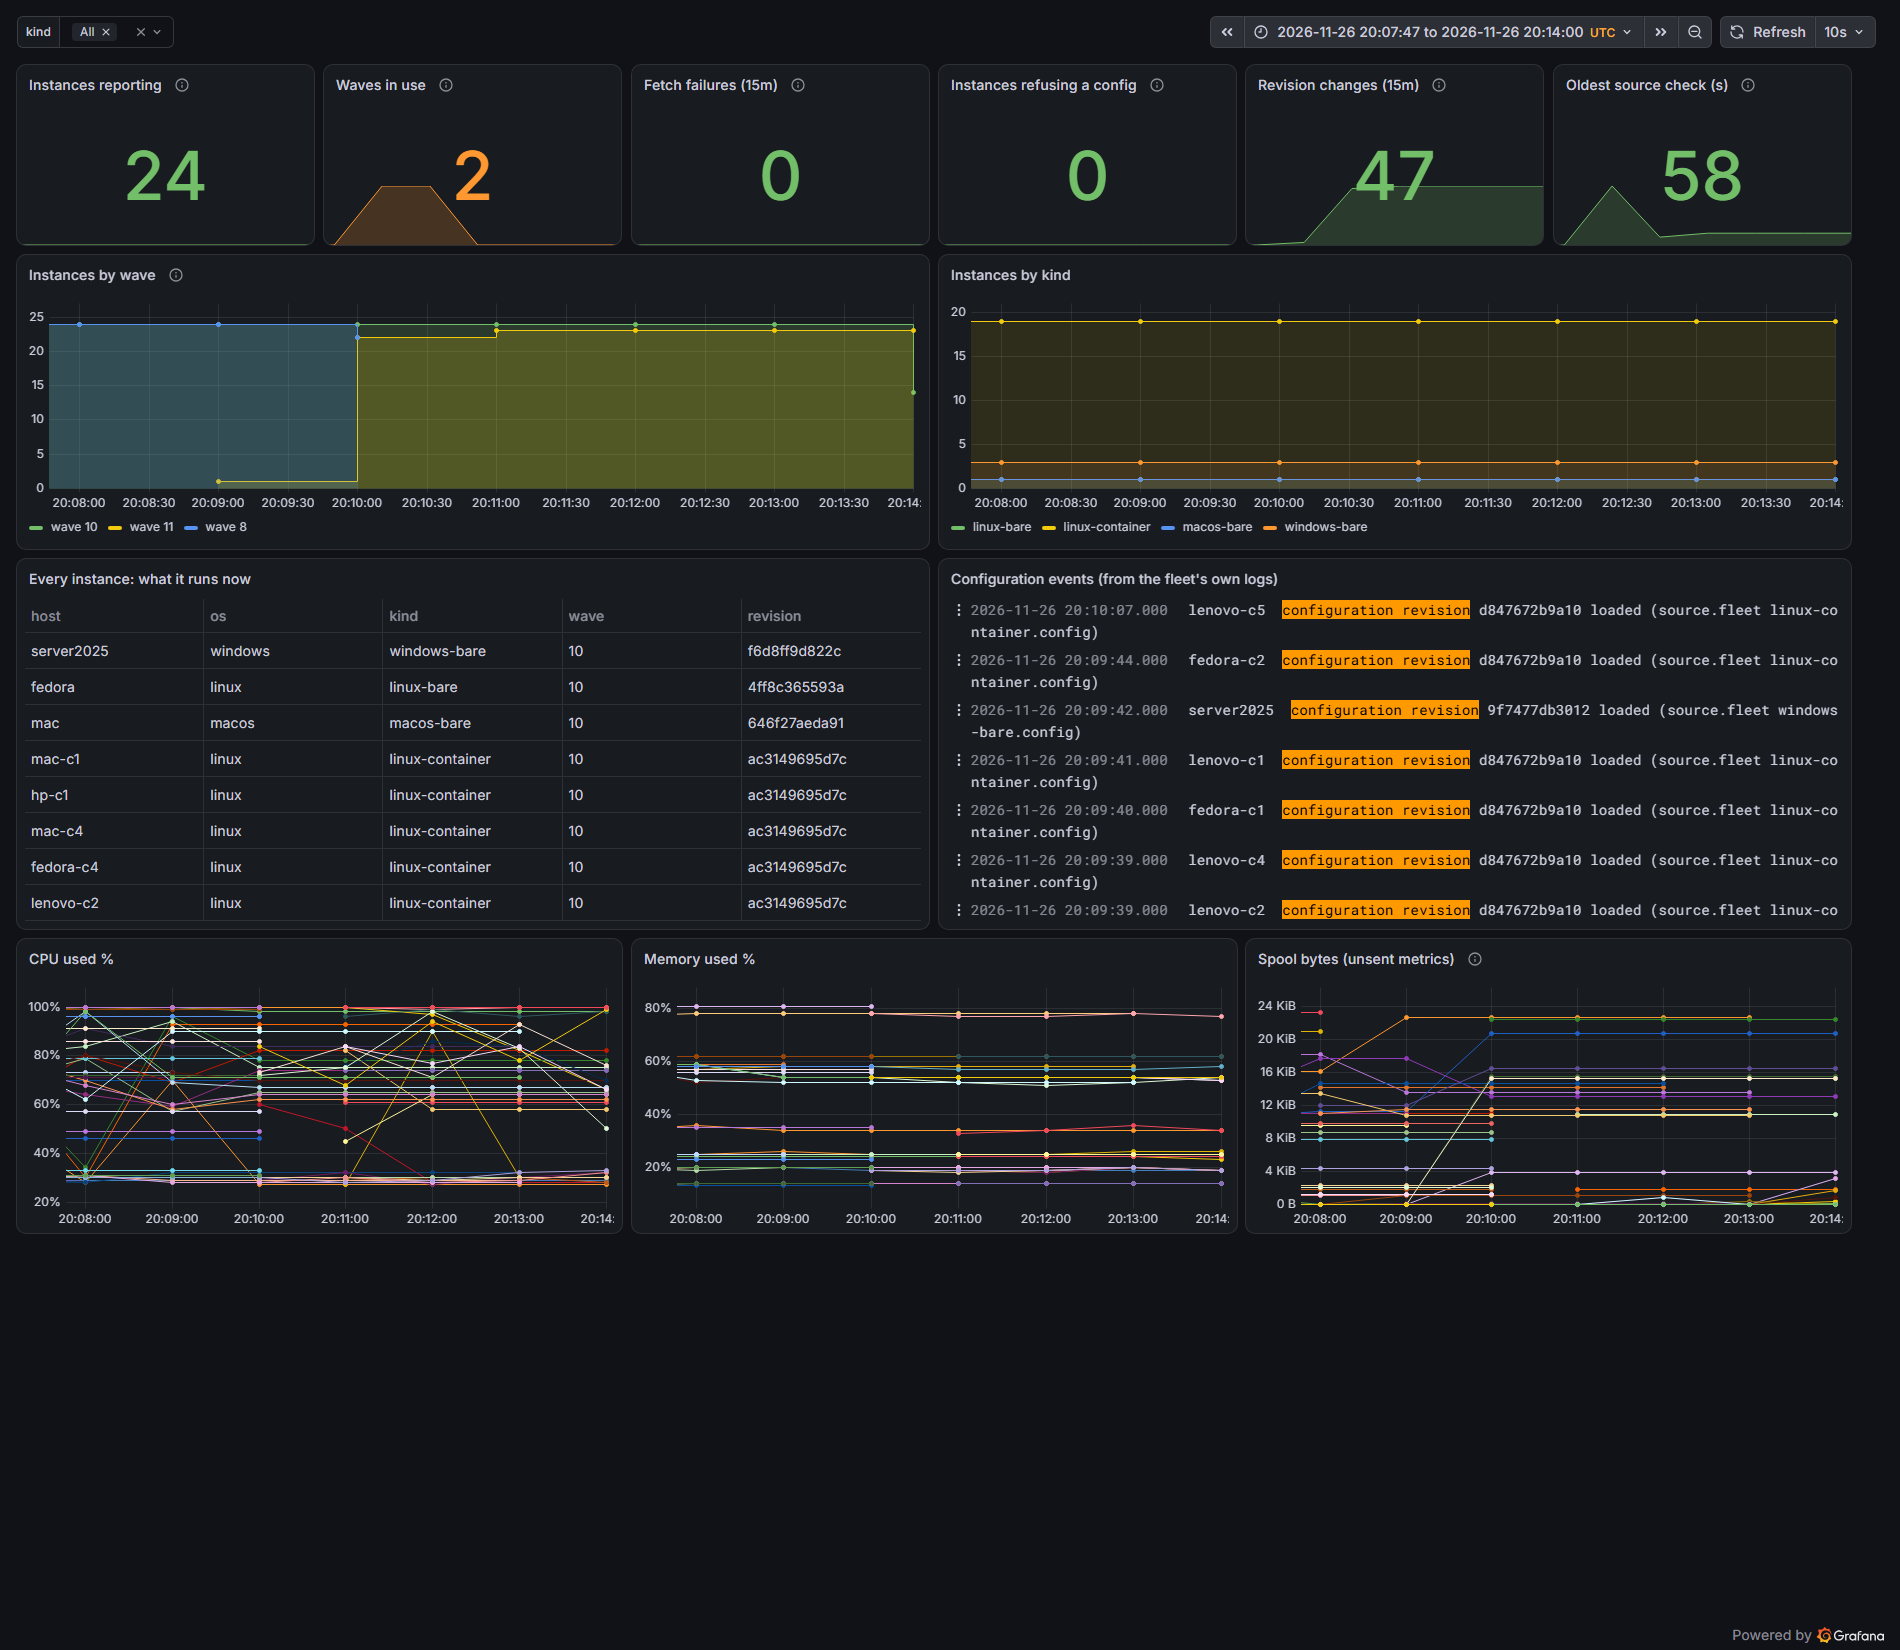 kind All
2026-11-26 20:07:47 to 2026-11-26 20:14:00 UTC Refresh 10s
Instances reporting
24
Waves in use
2
Fetch failures (15m)
0
Instances refusing a config
0
Revision changes (15m)
47
Oldest source check (s)
58
Instances by wave
25
20
15
10
5
0
20:08:00 20:08:30 20:09:00 20:09:30 20:10:00 20:10:30 20:11:00 20:11:30 20:12:00 20:12:30 20:13:00 20:13:30 20:14:
wave 10 wave 11 wave 8
Instances by kind
20
15
10
5
0
20:08:00 20:08:30 20:09:00 20:09:30 20:10:00 20:10:30 20:11:00 20:11:30 20:12:00 20:12:30 20:13:00 20:13:30 20:14:
linux-bare linux-container macos-bare windows-bare
Every instance: what it runs now
host os kind wave revision
server2025 windows windows-bare 10 f6d8ff9d822c
fedora linux linux-bare 10 4ff8c365593a
mac macos macos-bare 10 646f27aeda91
mac-c1 linux linux-container 10 ac3149695d7c
hp-c1 linux linux-container 10 ac3149695d7c
mac-c4 linux linux-container 10 ac3149695d7c
fedora-c4 linux linux-container 10 ac3149695d7c
lenovo-c2 linux linux-container 10 ac3149695d7c
Configuration events (from the fleet's own logs)
2026-11-26 20:10:07.000 lenovo-c5 configuration revision d847672b9a10 loaded (source.fleet linux-co
ntainer.config)
2026-11-26 20:09:44.000 fedora-c2 configuration revision d847672b9a10 loaded (source.fleet linux-co
ntainer.config)
2026-11-26 20:09:42.000 server2025 configuration revision 9f7477db3012 loaded (source.fleet windows
-bare.config)
2026-11-26 20:09:41.000 lenovo-c1 configuration revision d847672b9a10 loaded (source.fleet linux-co
ntainer.config)
2026-11-26 20:09:40.000 fedora-c1 configuration revision d847672b9a10 loaded (source.fleet linux-co
ntainer.config)
2026-11-26 20:09:39.000 lenovo-c4 configuration revision d847672b9a10 loaded (source.fleet linux-co
ntainer.config)
2026-11-26 20:09:39.000 lenovo-c2 configuration revision d847672b9a10 loaded (source.fleet linux-co
CPU used %
100%
80%
60%
40%
20%
20:08:00 20:09:00 20:10:00 20:11:00 20:12:00 20:13:00 20:14:
Memory used %
80%
60%
40%
20%
20:08:00 20:09:00 20:10:00 20:11:00 20:12:00 20:13:00 20:14:
Spool bytes (unsent metrics)
24 KiB
20 KiB
16 KiB
12 KiB
8 KiB
4 KiB
0 B
20:08:00 20:09:00 20:10:00 20:11:00 20:12:00 20:13:00 20:14:
Powered by Grafana